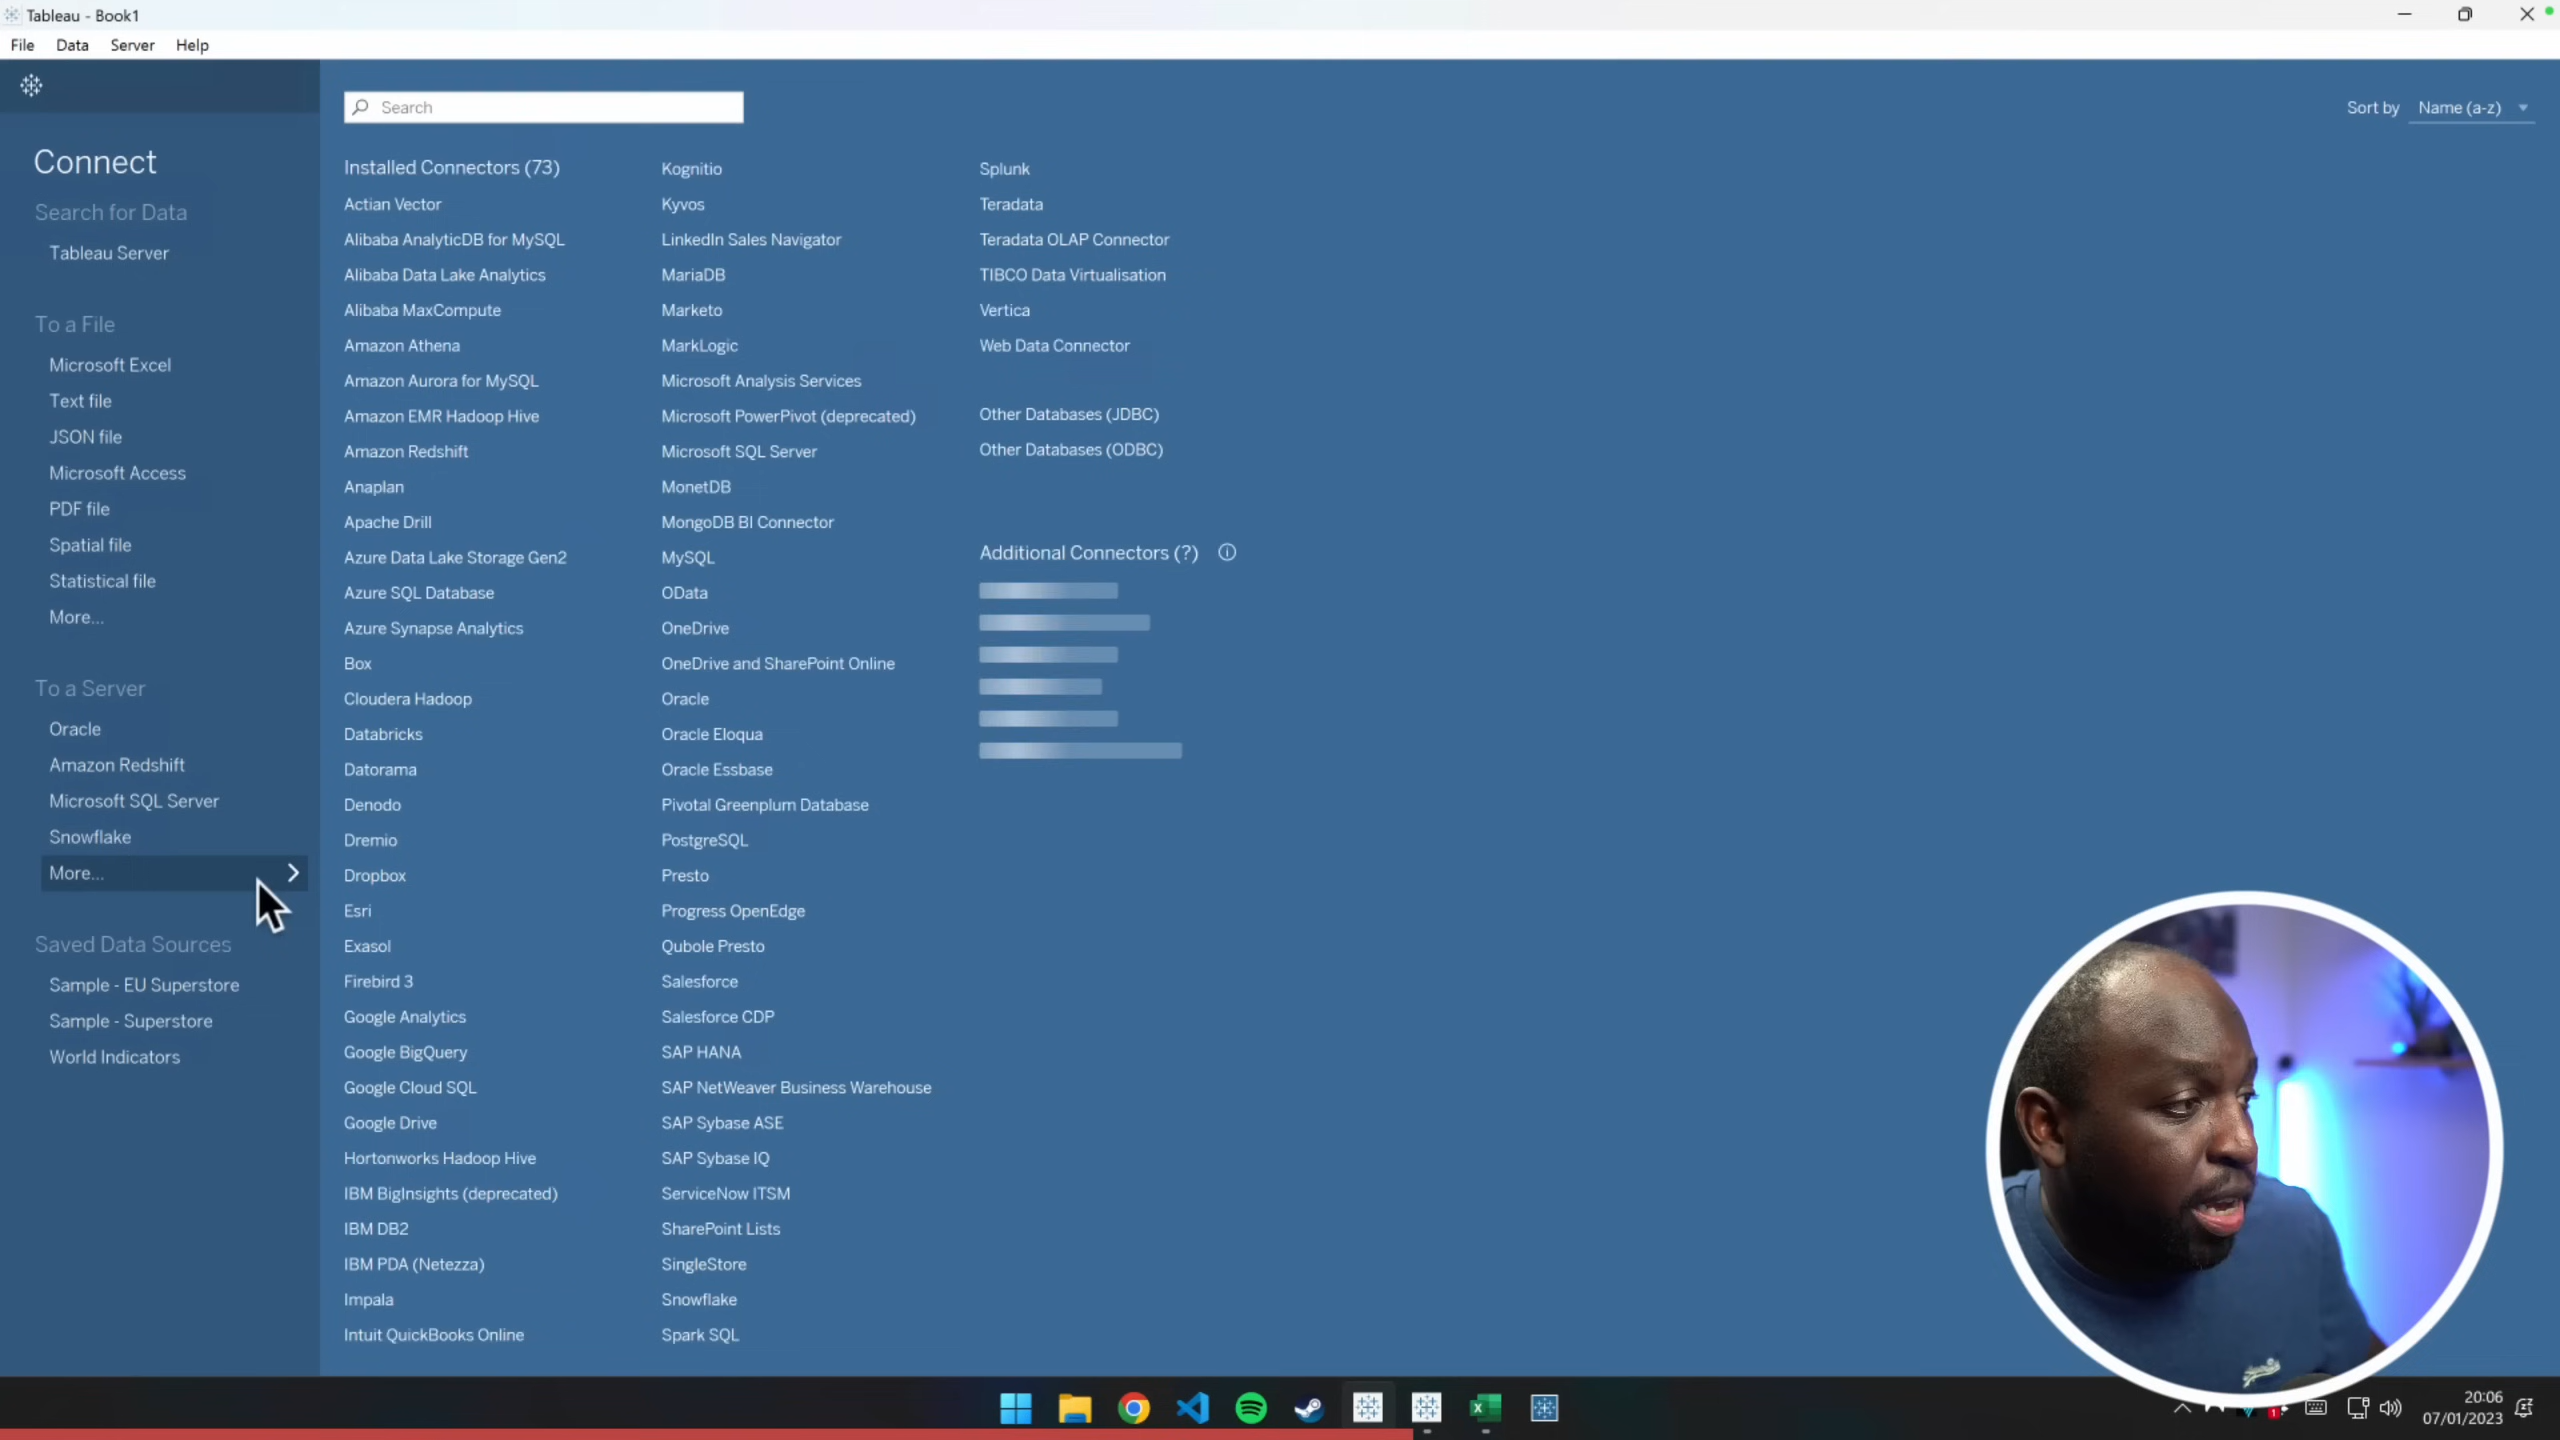 Tableau - Book1
File Data Server Help
Connect
Search for Data
Tableau Server
To a File
Microsoft Excel
Text file
JSON file
Microsoft Access
PDF file
Spatial file
Statistical file
More...
To a Server
Oracle
Amazon Redshift
Microsoft SQL Server
Snowflake
More...
Saved Data Sources
Sample - EU Superstore
Sample - Superstore
World Indicators
Search
Sort by Name (a-z)
Installed Connectors (73)
Actian Vector
Alibaba AnalyticDB for MySQL
Alibaba Data Lake Analytics
Alibaba MaxCompute
Amazon Athena
Amazon Aurora for MySQL
Amazon EMR Hadoop Hive
Amazon Redshift
Anaplan
Apache Drill
Azure Data Lake Storage Gen2
Azure SQL Database
Azure Synapse Analytics
Box
Cloudera Hadoop
Databricks
Datorama
Denodo
Dremio
Dropbox
Esri
Exasol
Firebird 3
Google Analytics
Google BigQuery
Google Cloud SQL
Google Drive
Hortonworks Hadoop Hive
IBM BigInsights (deprecated)
IBM DB2
IBM PDA (Netezza)
Impala
Intuit QuickBooks Online
Kognitio
Kyvos
LinkedIn Sales Navigator
MariaDB
Marketo
MarkLogic
Microsoft Analysis Services
Microsoft PowerPivot (deprecated)
Microsoft SQL Server
MonetDB
MongoDB BI Connector
MySQL
OData
OneDrive
OneDrive and SharePoint Online
Oracle
Oracle Eloqua
Oracle Essbase
Pivotal Greenplum Database
PostgreSQL
Presto
Progress OpenEdge
Qubole Presto
Salesforce
Salesforce CDP
SAP HANA
SAP NetWeaver Business Warehouse
SAP Sybase ASE
SAP Sybase IQ
ServiceNow ITSM
SharePoint Lists
SingleStore
Snowflake
Spark SQL
Splunk
Teradata
Teradata OLAP Connector
TIBCO Data Virtualisation
Vertica
Web Data Connector
Other Databases (JDBC)
Other Databases (ODBC)
Additional Connectors (?)
20:06
07/01/2023